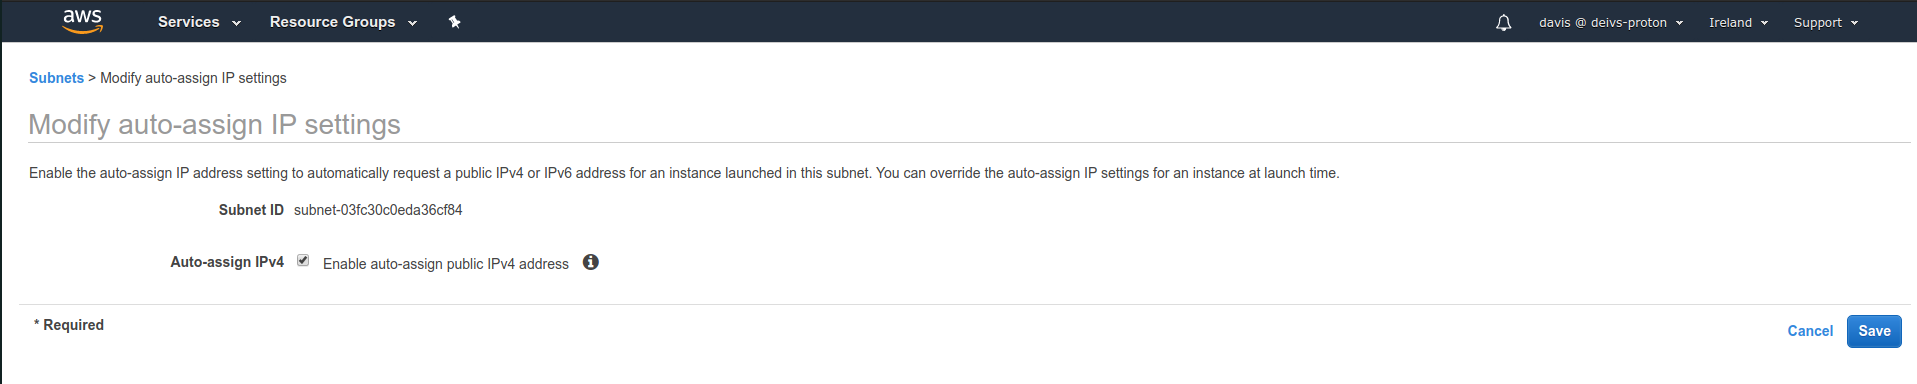 aws Services Resource Groups davis @ deivs-proton Ireland Support
Subnets > Modify auto-assign IP settings
Modify auto-assign IP settings
Enable the auto-assign IP address setting to automatically request a public IPv4 or IPv6 address for an instance launched in this subnet. You can override the auto-assign IP settings for an instance at launch time.
Subnet ID subnet-03fc30c0eda36cf84
Auto-assign IPv4 Enable auto-assign public IPv4 address
* Required
Cancel Save